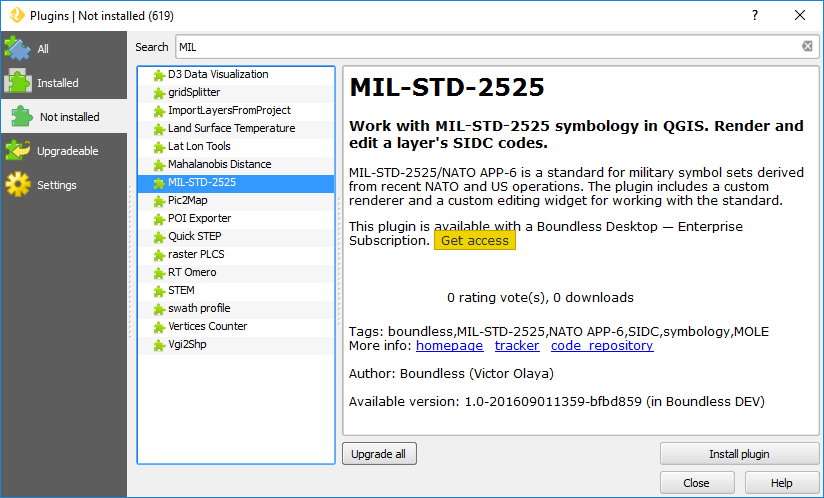 Plugins | Not installed (619)
?
All
Installed
Not installed
Upgradeable
Settings
Search
MIL
D3 Data Visualization
gridSplitter
ImportLayersFromProject
Land Surface Temperature
Lat Lon Tools
Mahalanobis Distance
MIL-STD-2525
Pic2Map
POI Exporter
Quick STEP
raster PLCS
RT Omero
STEM
swath profile
Vertices Counter
Vgi2Shp
MIL-STD-2525
Work with MIL-STD-2525 symbology in QGIS. Render and
edit a layer's SIDC codes.
MIL-STD-2525/NATO APP-6 is a standard for military symbol sets derived
from recent NATO and US operations. The plugin includes a custom
renderer and a custom editing widget for working with the standard.
This plugin is available with a Boundless Desktop — Enterprise
Subscription. Get access
0 rating vote(s), 0 downloads
Tags: boundless,MIL-STD-2525,NATO APP-6,SIDC,symbology,MOLE
More info: homepage tracker code_repository
Author: Boundless (Victor Olaya)
Available version: 1.0-201609011359-bfbd859 (in Boundless DEV)
Upgrade all
Install plugin
Close
Help